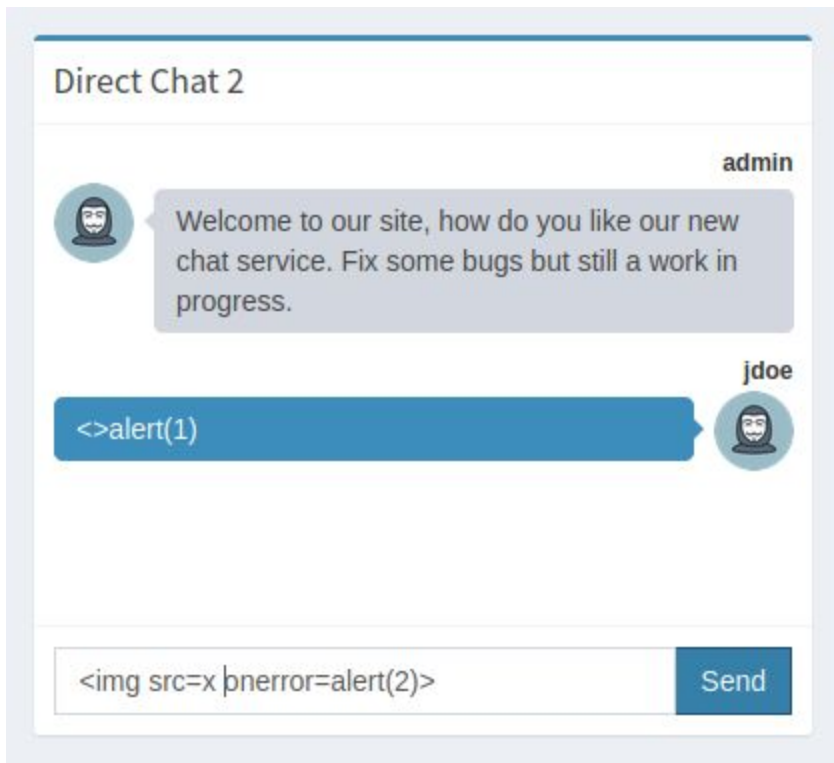 Direct Chat 2
admin
Welcome to our site, how do you like our new
chat service. Fix some bugs but still a work in
progress.
jdoe
<>alert(1)
<img src=x onerror=alert(2)>
Send